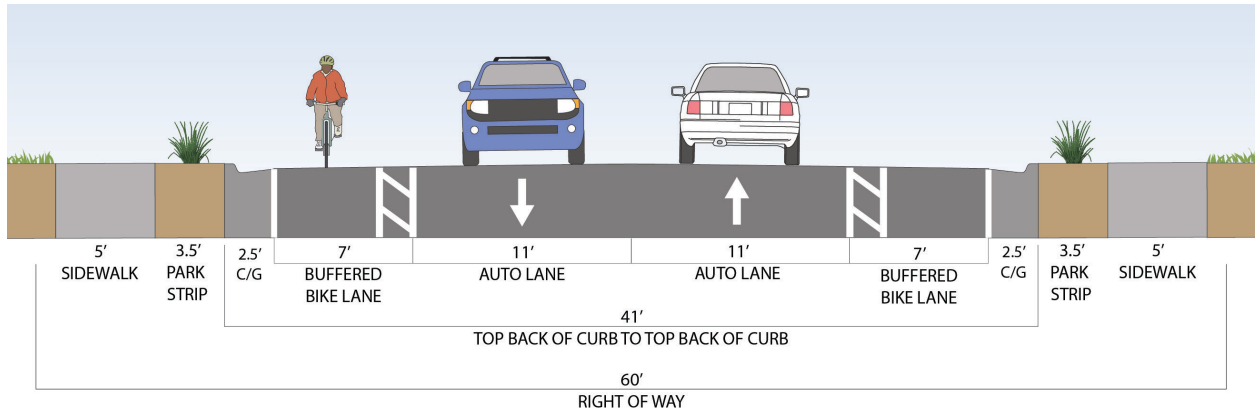 5’
SIDEWALK
3.5’
PARK
STRIP
2.5’
C/G
7’
BUFFERED
BIKE LANE
11’
AUTO LANE
11’
AUTO LANE
7’
BUFFERED
BIKE LANE
2.5’
C/G
3.5’
PARK
STRIP
5’
SIDEWALK
41’
TOP BACK OF CURB TO TOP BACK OF CURB
60’
RIGHT OF WAY